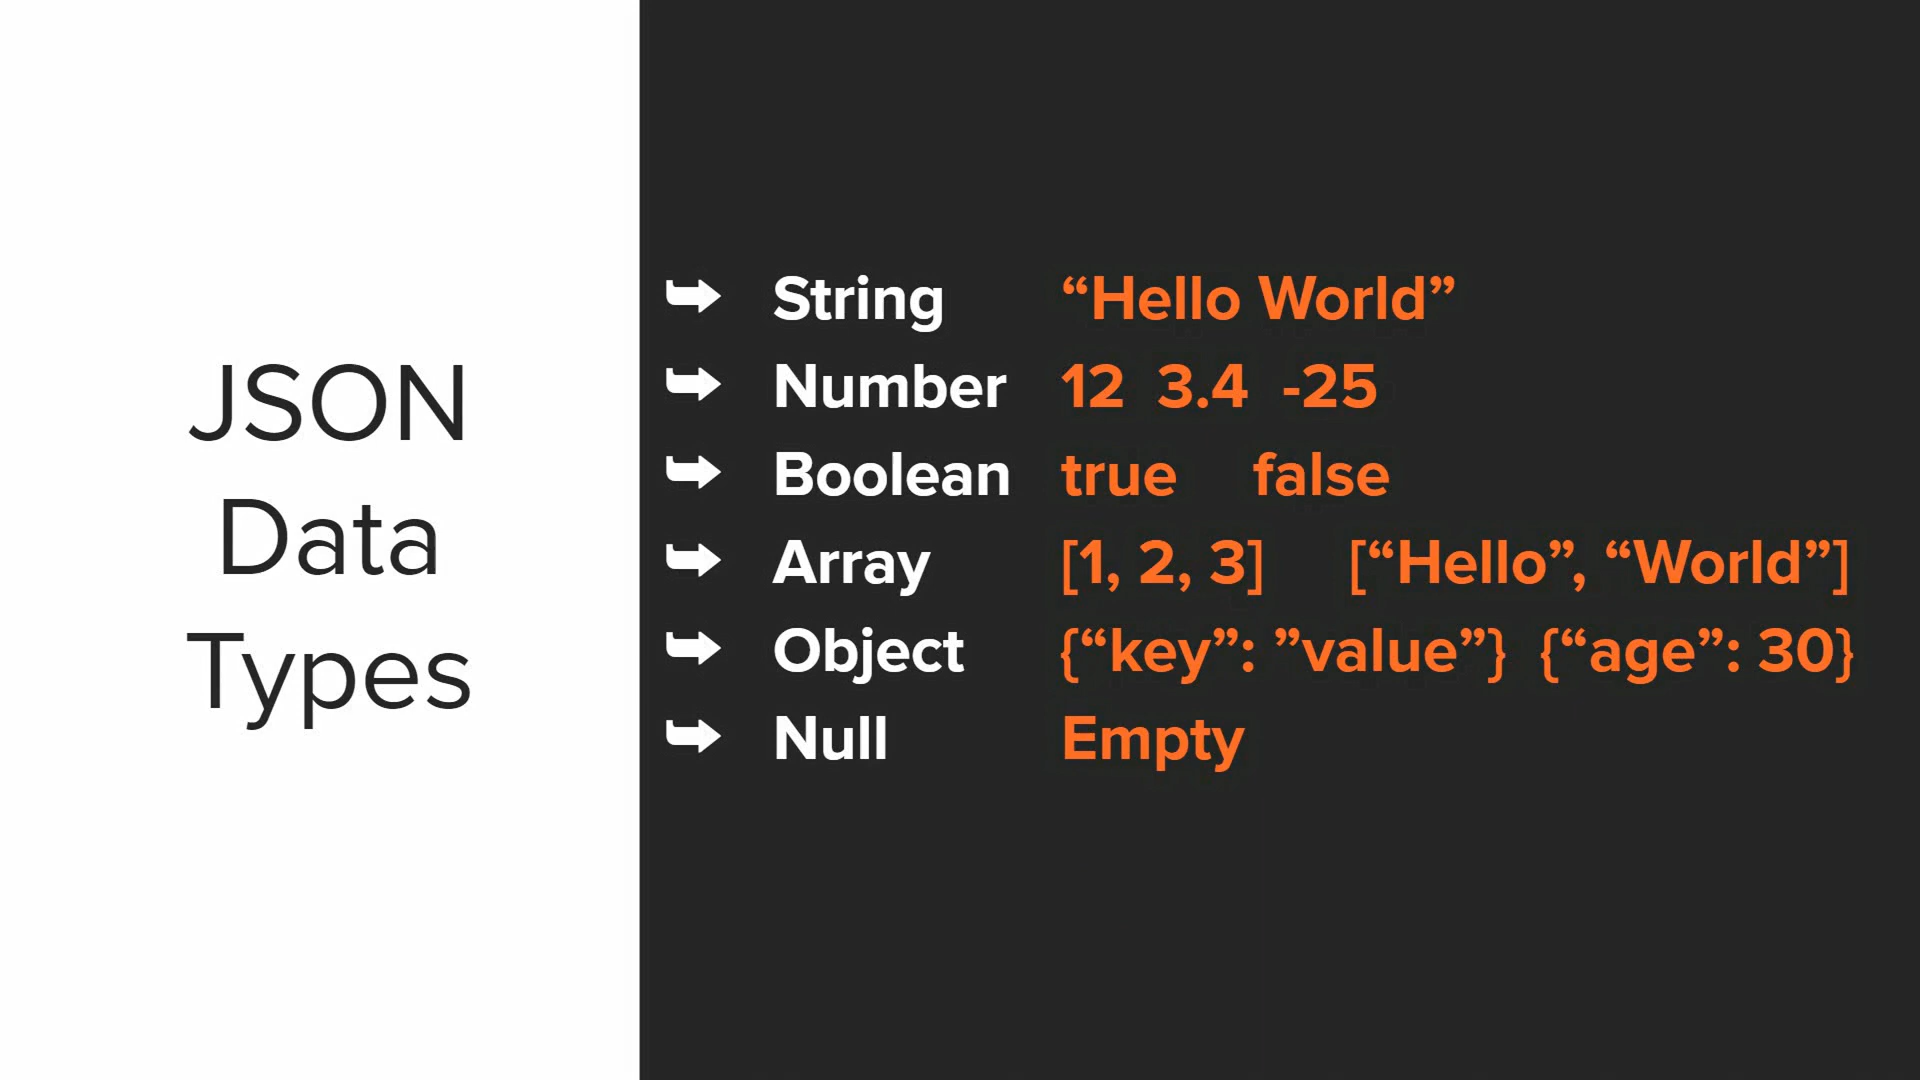 JSON
Data
Types
String “Hello World”
Number 12 3.4 -25
Boolean true false
Array [1, 2, 3] [“Hello”, “World”]
Object {“key”: ”value”} {“age”: 30}
Null Empty